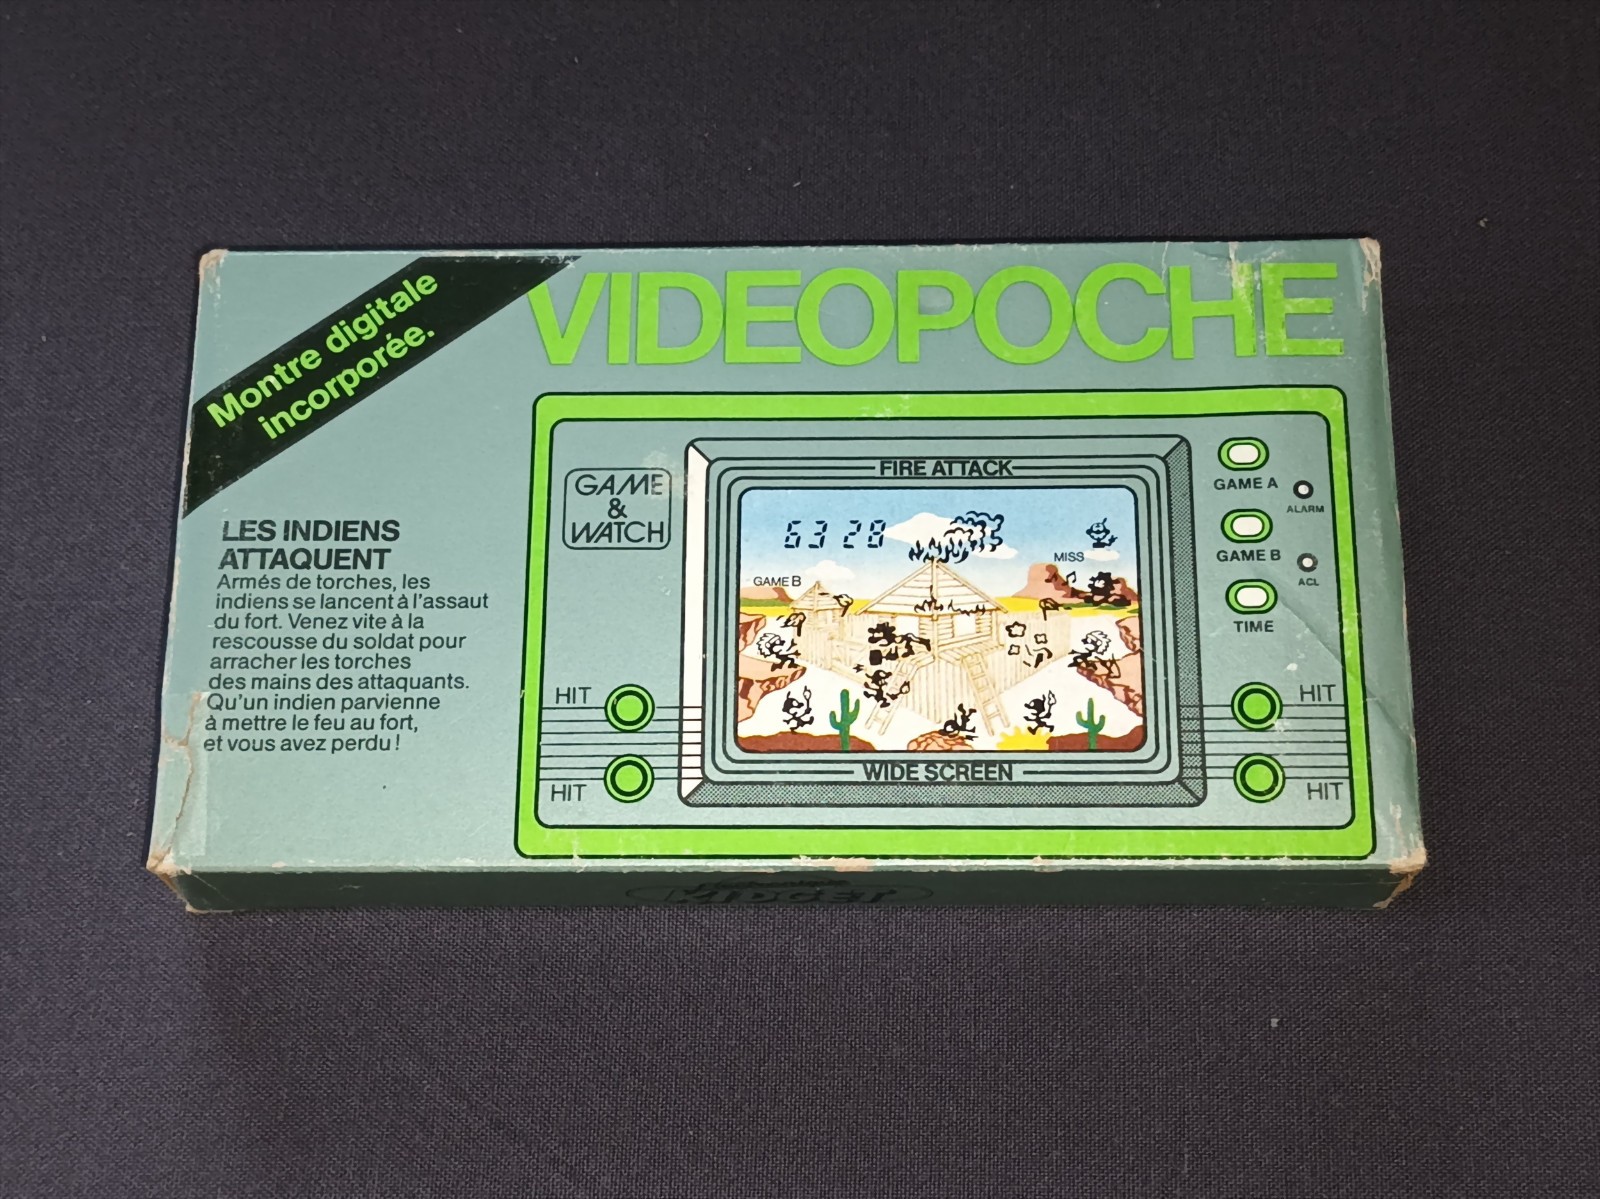 Montre digitale
incorporée.
VIDEOPOCHE
LES INDIENS
ATTAQUENT
Armés de torches, les
indiens se lancent à l'assaut
du fort. Venez vite à la
rescousse du soldat pour
arracher les torches
des mains des attaquants.
Qu'un indien parvienne
à mettre le feu au fort,
et vous avez perdu!
GAME
&
WATCH
FIRE ATTACK
63 28
MISS
GAME B
WIDE SCREEN
GAME A
ALARM
GAME B
ACL
TIME
HIT
HIT
HIT
HIT
KIDGET